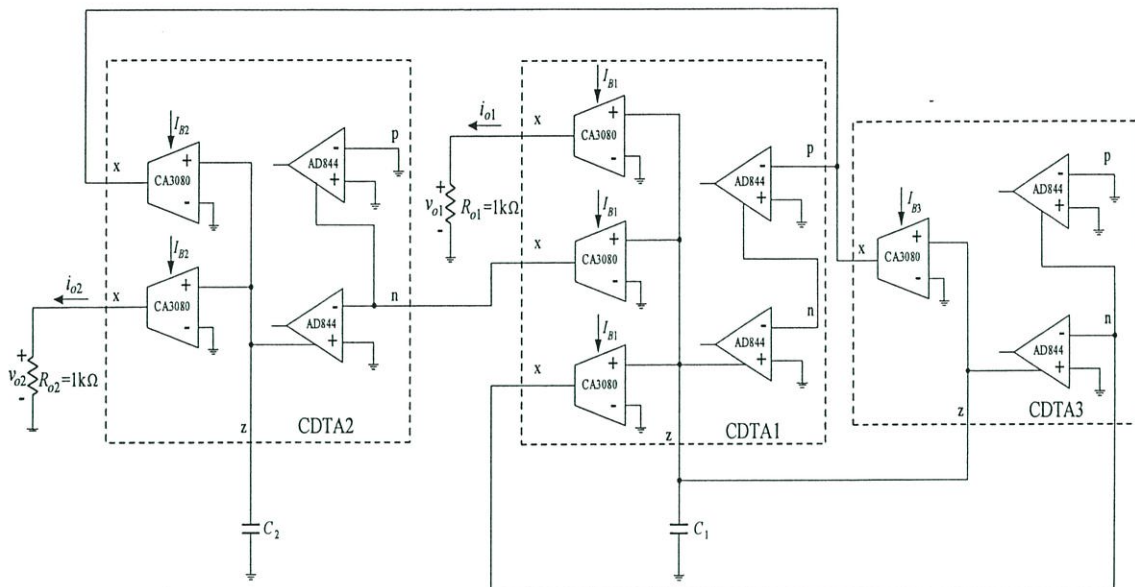 I_B2
x
+
CA3080
-
I_B2
x
+
CA3080
-
i_o2
+
v_o2
-
R_o2=1kΩ
p
-
AD844
+
n
-
AD844
+
z
CDTA2
C_2
i_o1
+
v_o1
-
R_o1=1kΩ
I_B1
x
+
CA3080
-
I_B1
x
+
CA3080
-
I_B1
x
+
CA3080
-
p
-
AD844
+
n
-
AD844
+
z
CDTA1
C_1
I_B3
x
+
CA3080
-
p
-
AD844
+
n
-
AD844
+
z
CDTA3